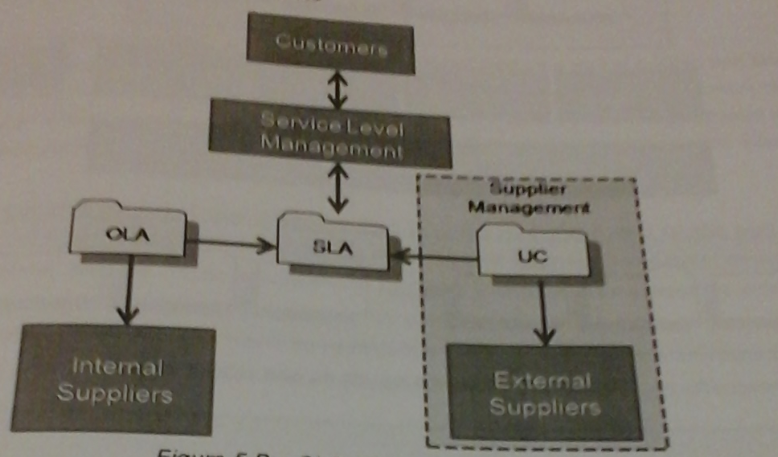 Customers
Service Level
Management
Supplier
Management
OLA
SLA
UC
Internal
Suppliers
External
Suppliers